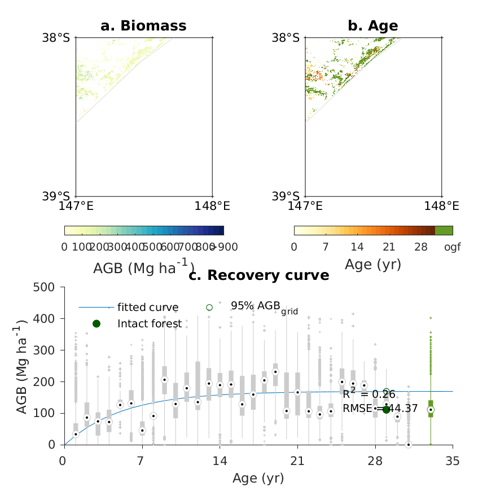 a. Biomass
b. Age
38°S
39°S
147°E
148°E
38°S
39°S
147°E
148°E
0 100 200 300 400 500 600 700 800 >900
AGB (Mg ha⁻¹)
0 7 14 21 28 ogf
Age (yr)
c. Recovery curve
500
400
300
200
100
0
AGB (Mg ha⁻¹)
fitted curve
95% AGBgrid
Intact forest
R² = 0.26
RMSE=44.37
0 7 14 21 28 35
Age (yr)